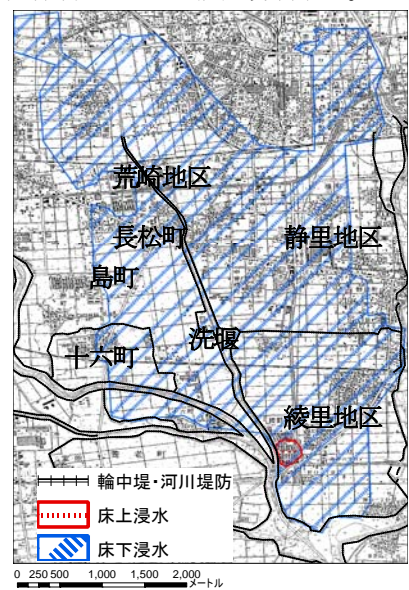 荒崎地区
長松町
静里地区
島町
洗堰
十六町
綾里地区
輪中堤・河川堤防
床上浸水
床下浸水
0 250 500 1,000 1,500 2,000
メートル